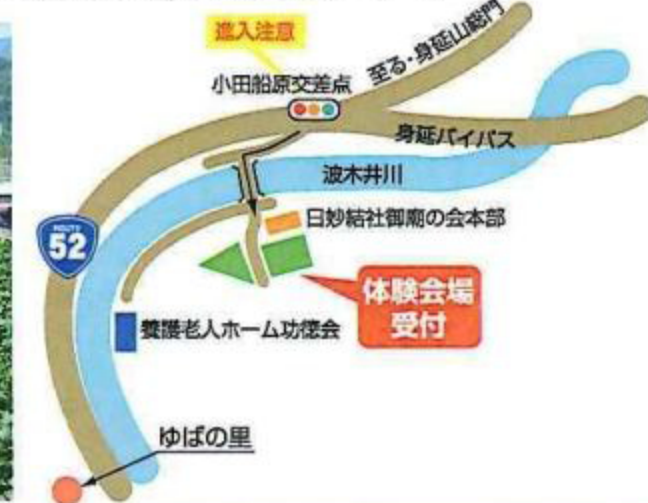 進入注意
小田船原交差点
至る・身延山総門
身延バイパス
波木井川
ROUTE
52
日妙結社御廟の会本部
体験会場
受付
養護老人ホーム功徳会
ゆばの里